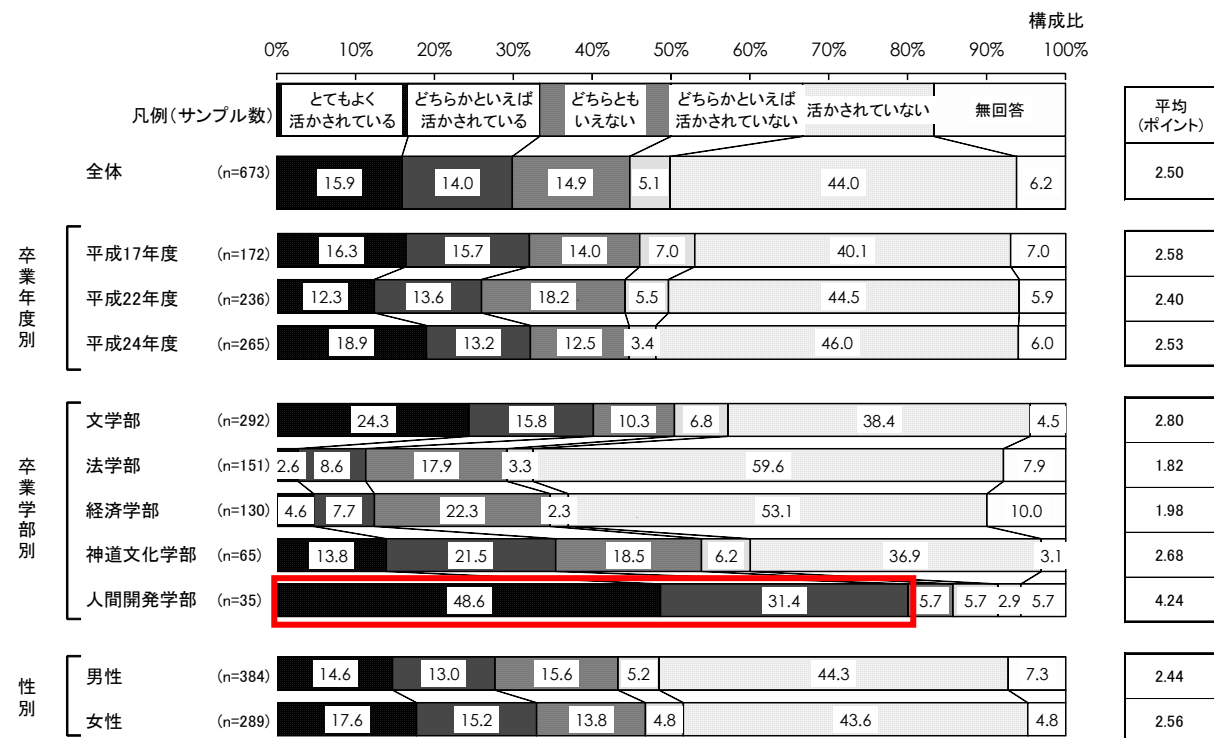 構成比
0% 10% 20% 30% 40% 50% 60% 70% 80% 90% 100%
凡例(サンプル数) とてもよく活かされている どちらかといえば活かされている どちらともいえない どちらかといえば活かされていない 活かされていない 無回答 平均(ポイント)
全体 (n=673) 15.9 14.0 14.9 5.1 44.0 6.2 2.50
卒業年度別
平成17年度 (n=172) 16.3 15.7 14.0 7.0 40.1 7.0 2.58
平成22年度 (n=236) 12.3 13.6 18.2 5.5 44.5 5.9 2.40
平成24年度 (n=265) 18.9 13.2 12.5 3.4 46.0 6.0 2.53
卒業学部別
文学部 (n=292) 24.3 15.8 10.3 6.8 38.4 4.5 2.80
法学部 (n=151) 2.6 8.6 17.9 3.3 59.6 7.9 1.82
経済学部 (n=130) 4.6 7.7 22.3 2.3 53.1 10.0 1.98
神道文化学部 (n=65) 13.8 21.5 18.5 6.2 36.9 3.1 2.68
人間開発学部 (n=35) 48.6 31.4 5.7 5.7 2.9 5.7 4.24
性別
男性 (n=384) 14.6 13.0 15.6 5.2 44.3 7.3 2.44
女性 (n=289) 17.6 15.2 13.8 4.8 43.6 4.8 2.56